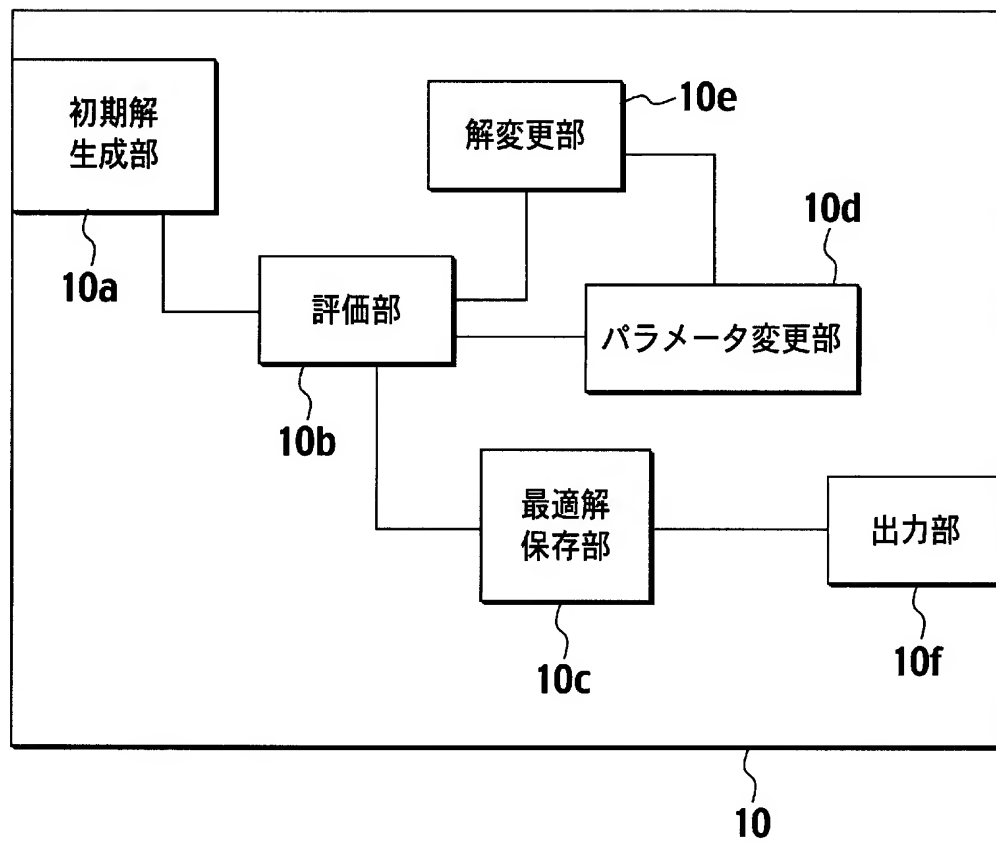 初期解
生成部
10a
解変更部
10e
10d
評価部
パラメータ変更部
10b
最適解
保存部
出力部
10c
10f
10